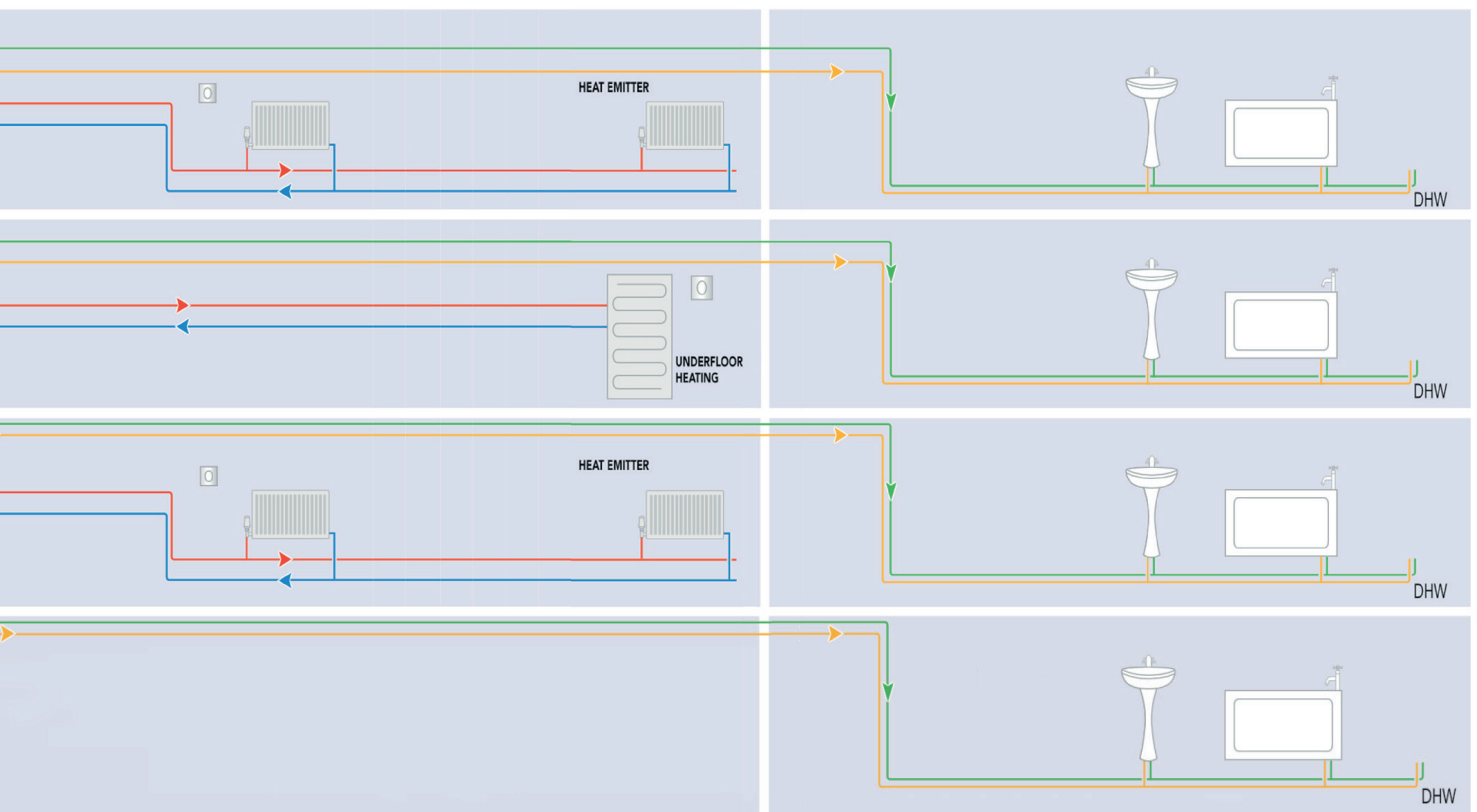 HEAT EMITTER
DHW
UNDERFLOOR
HEATING
DHW
HEAT EMITTER
DHW
DHW